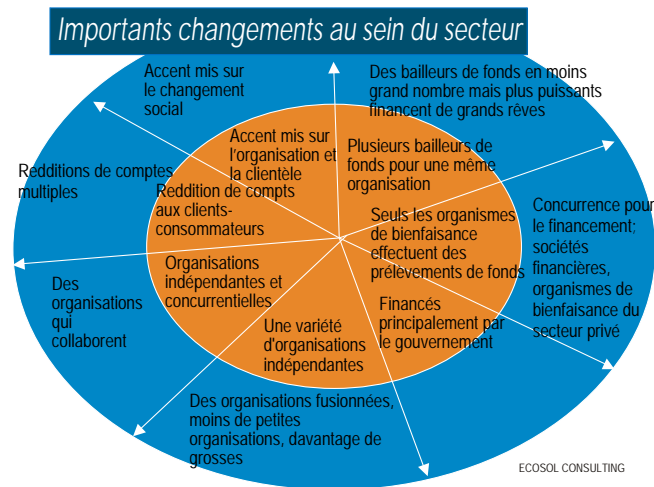 Importants changements au sein du secteur
Accent mis sur
le changement
social
Des bailleurs de fonds en moins
grand nombre mais plus puissants
financent de grands rêves
Accent mis sur
l'organisation et
la clientèle
Plusieurs bailleurs de
fonds pour une même
organisation
Redditions de comptes
multiples
Reddition de compts
aux clients-
consommateurs
Seuls les organismes
de bienfaisance
effectuent des
prélèvements de fonds
Concurrence pour
le financement;
sociétés
financières,
organismes de
bienfaisance du
secteur privé
Des
organisations
qui
collaborent
Organisations
indépendantes et
concurrentielles
Une variété
d'organisations
indépendantes
Financés
principalement par
le gouvernement
Des organisations fusionnées,
moins de petites
organisations, davantage de
grosses
ECOSOL CONSULTING